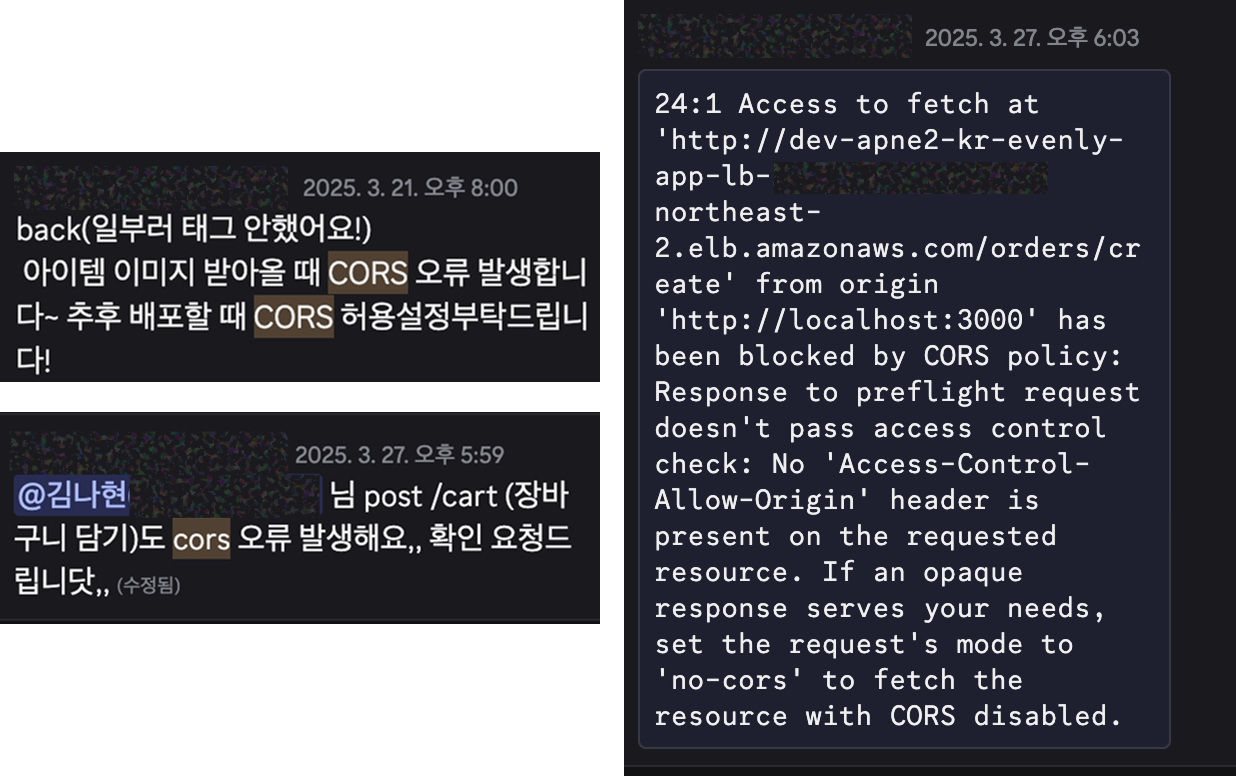 2025. 3. 21. 오후 8:00
back(일부러 태그 안했어요!)
아이템 이미지 받아올 때 CORS 오류 발생합니
다~ 추후 배포할 때 CORS 허용설정부탁드립니
다!
2025. 3. 27. 오후 5:59
@김나현 님 post /cart (장바
구니 담기)도 cors 오류 발생해요,, 확인 요청드
립니닷,, (수정됨)
2025. 3. 27. 오후 6:03
24:1 Access to fetch at
'http://dev-apne2-kr-evenly-
app-lb-
northeast-
2.elb.amazonaws.com/orders/cr
eate' from origin
'http://localhost:3000' has
been blocked by CORS policy:
Response to preflight request
doesn't pass access control
check: No 'Access-Control-
Allow-Origin' header is
present on the requested
resource. If an opaque
response serves your needs,
set the request's mode to
'no-cors' to fetch the
resource with CORS disabled.